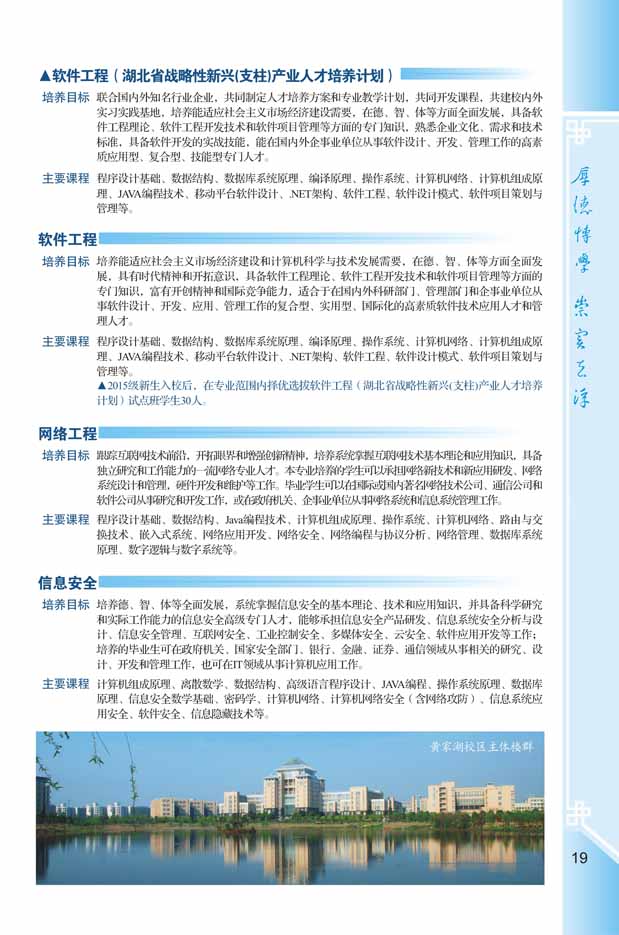 ▲软件工程（湖北省战略性新兴(支柱)产业人才培养计划）
培养目标 联合国内外知名行业企业，共同制定人才培养方案和专业教学计划，共同开发课程，共建校内外
实习实践基地，培养能适应社会主义市场经济建设需要，在德、智、体等方面全面发展，具备软
件工程理论、软件工程开发技术和软件项目管理等方面的专门知识，熟悉企业文化、需求和技术
标准，具备软件开发的实战技能，能在国内外企事业单位从事软件设计、开发、管理工作的高素
质应用型、复合型、技能型专门人才。
主要课程 程序设计基础、数据结构、数据库系统原理、编译原理、操作系统、计算机网络、计算机组成原
理、JAVA编程技术、移动平台软件设计、.NET架构、软件工程、软件设计模式、软件项目策划与
管理等。
软件工程
培养目标 培养能适应社会主义市场经济建设和计算机科学与技术发展需要，在德、智、体等方面全面发
展，具有时代精神和开拓意识，具备软件工程理论、软件工程开发技术和软件项目管理等方面的
专门知识，富有开创精神和国际竞争能力，适合于在国内外科研部门、管理部门和企事业单位从
事软件设计、开发、应用、管理工作的复合型、实用型、国际化的高素质软件技术应用人才和管
理人才。
主要课程 程序设计基础、数据结构、数据库系统原理、编译原理、操作系统、计算机网络、计算机组成原
理、JAVA编程技术、移动平台软件设计、.NET架构、软件工程、软件设计模式、软件项目策划与
管理等。
▲2015级新生入校后，在专业范围内择优选拔软件工程（湖北省战略性新兴(支柱)产业人才培养
计划）试点班学生30人。
网络工程
培养目标 跟踪互联网技术前沿，开拓眼界和增强创新精神，培养系统掌握互联网技术基本理论和应用知识，具备
独立研究和工作能力的一流网络专业人才。本专业培养的学生可以承担网络新技术和新应用研发、网络
系统设计和管理，硬件开发和维护等工作。毕业学生可以在国际或国内著名网络技术公司、通信公司和
软件公司从事研究和开发工作，或在政府机关、企事业单位从事网络系统和信息系统管理工作。
主要课程 程序设计基础、数据结构、Java编程技术、计算机组成原理、操作系统、计算机网络、路由与交
换技术、嵌入式系统、网络应用开发、网络安全、网络编程与协议分析、网络管理、数据库系统
原理、数字逻辑与数字系统等。
信息安全
培养目标 培养德、智、体等全面发展，系统掌握信息安全的基本理论、技术和应用知识，并具备科学研究
和实际工作能力的信息安全高级专门人才，能够承担信息安全产品研发、信息系统安全分析与设
计、信息安全管理、互联网安全、工业控制安全、多媒体安全、云安全、软件应用开发等工作；
培养的毕业生可在政府机关、国家安全部门、银行、金融、证券、通信领域从事相关的研究、设
计、开发和管理工作，也可在IT领域从事计算机应用工作。
主要课程 计算机组成原理、离散数学、数据结构、高级语言程序设计、JAVA编程、操作系统原理、数据库
原理、信息安全数学基础、密码学、计算机网络、计算机网络安全（含网络攻防）、信息系统应
用安全、软件安全、信息隐藏技术等。
黄家湖校区主体楼群
厚德博学 崇实去浮
19